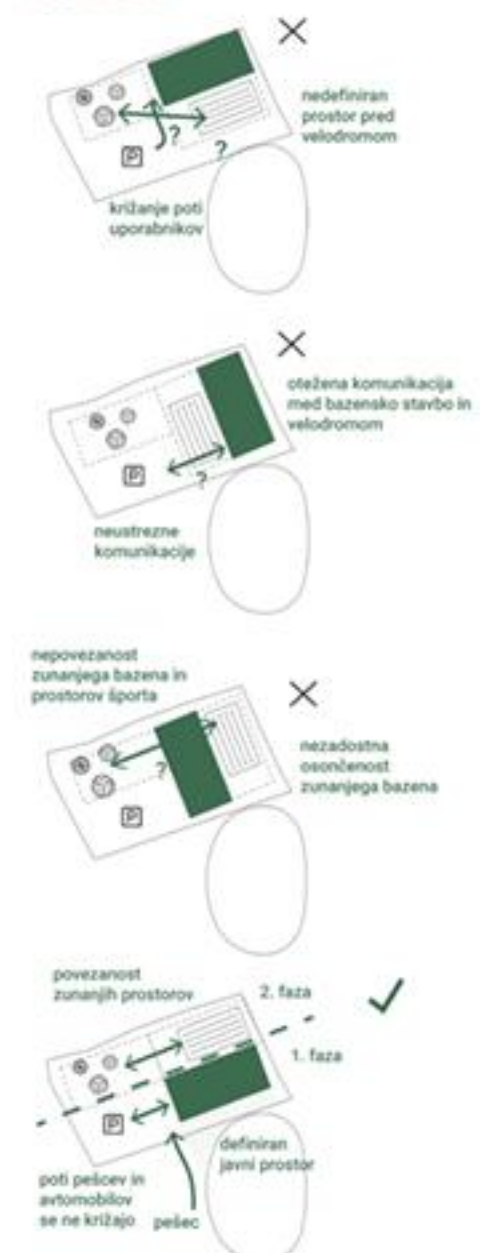 nedefiniran
prostor pred
velodromom
?
?
P
križanje poti
uporabnikov
otežena komunikacija
med bazensko stavbo in
velodromom
P
?
neustrezne
komunikacije
nepovezanost
zunanjega bazena in
prostorov športa
?
nezadostna
osončenost
zunanjega bazena
P
povezanost
zunanjih prostorov
2. faza
1. faza
P
definiran
javni prostor
poti pešcev in
avtomobilov
se ne križajo
pešec